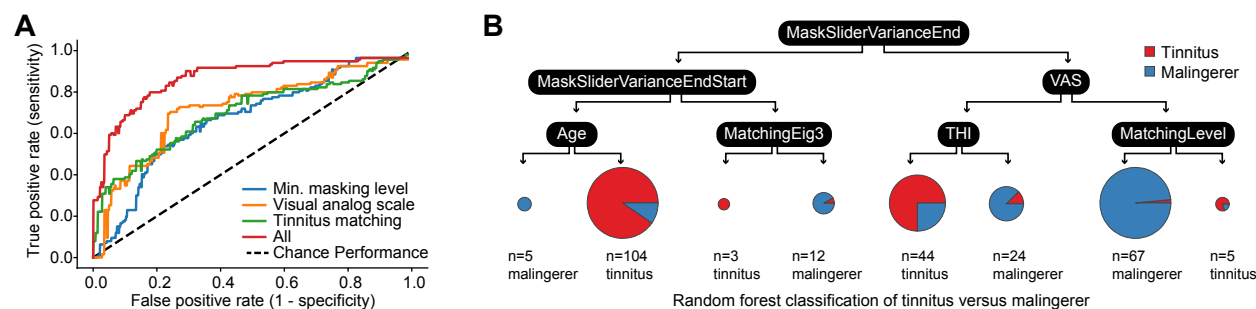 A
1.0
0.8
0.0
0.0
0.0
0.0
True positive rate (sensitivity)
Min. masking level
Visual analog scale
Tinnitus matching
All
Chance Performance
0.0 0.2 0.4 0.6 0.8 1.0
False positive rate (1 - specificity)
B
MaskSliderVarianceEnd
Tinnitus
Malingerer
MaskSliderVarianceEndStart VAS
Age MatchingEig3 THI MatchingLevel
n=5 n=104 n=3 n=12 n=44 n=24 n=67 n=5
malingerer tinnitus tinnitus malingerer tinnitus malingerer malingerer tinnitus
Random forest classification of tinnitus versus malingerer